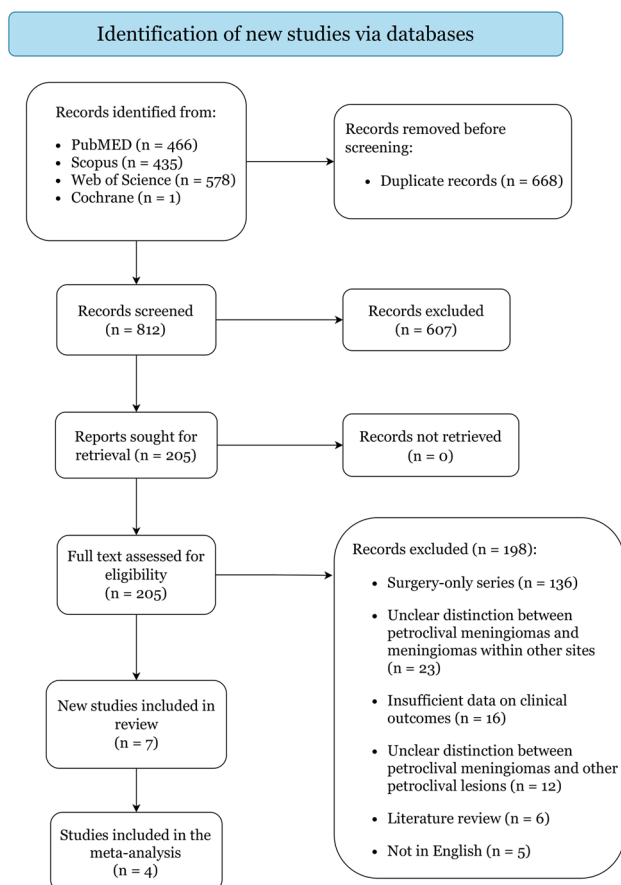 Identification of new studies via databases
Records identified from:
• PubMED (n = 466)
• Scopus (n = 435)
• Web of Science (n = 578)
• Cochrane (n = 1)
Records removed before
screening:
• Duplicate records (n = 668)
Records screened
(n = 812)
Records excluded
(n = 607)
Reports sought for
retrieval (n = 205)
Records not retrieved
(n = 0)
Full text assessed for
eligibility
(n = 205)
Records excluded (n = 198):
• Surgery-only series (n = 136)
• Unclear distinction between
petroclival meningiomas and
meningiomas within other sites
(n = 23)
• Insufficient data on clinical
outcomes (n = 16)
• Unclear distinction between
petroclival meningiomas and other
petroclival lesions (n = 12)
• Literature review (n = 6)
• Not in English (n = 5)
New studies included in
review
(n = 7)
Studies included in the
meta-analysis
(n = 4)